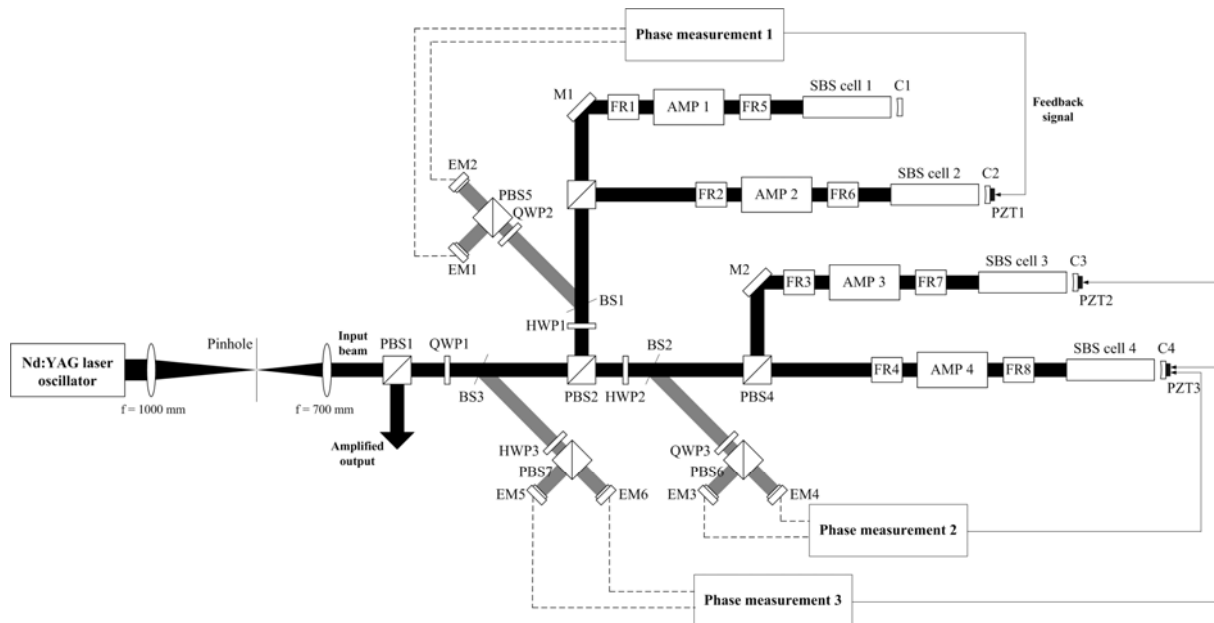 Phase measurement 1
SBS cell 1
C1
M1
FR1
AMP 1
FR5
Feedback
signal
EM2
SBS cell 2
C2
PBS5
QWP2
FR2
AMP 2
FR6
PZT1
EM1
SBS cell 3
C3
M2
FR3
AMP 3
FR7
BS1
PZT2
HWP1
Nd:YAG laser
oscillator
Pinhole
Input
beam
PBS1
QWP1
BS2
SBS cell 4
C4
FR4
AMP 4
FR8
BS3
PBS2
HWP2
PBS4
PZT3
f = 1000 mm
f = 700 mm
Amplified
output
HWP3
PBS7
QWP3
PBS6
EM5
EM6
EM3
EM4
Phase measurement 2
Phase measurement 3